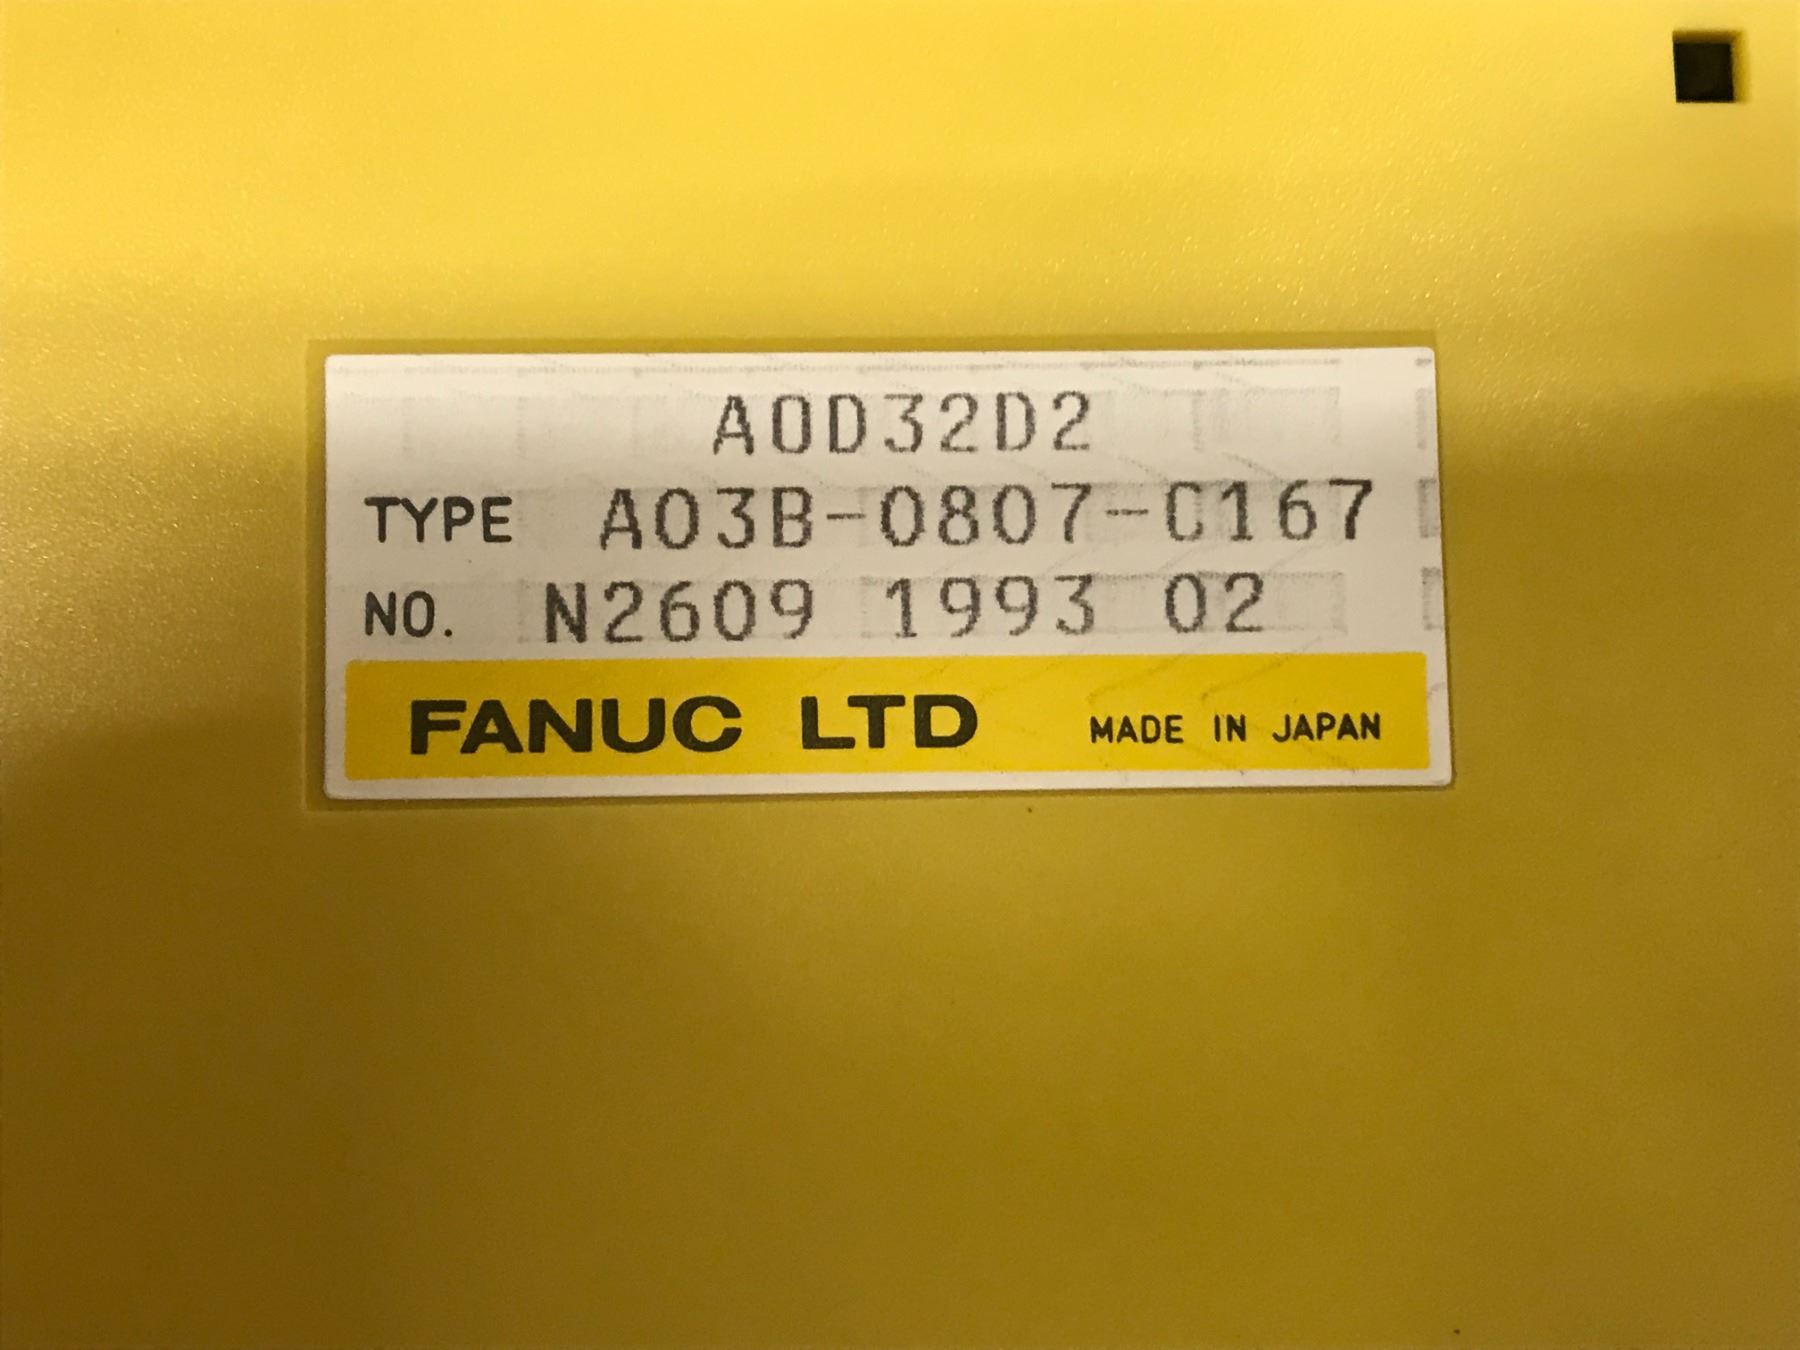 AOD32D2
TYPE A03B-0807-C167
NO. N2609 1993 02
FANUC LTD MADE IN JAPAN